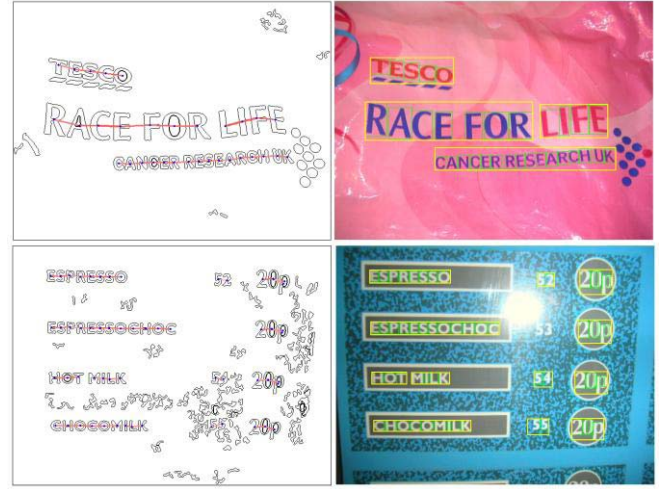 TESCO
RACE FOR LIFE
CANCER RESEARCH UK
TESCO
RACE FOR LIFE
CANCER RESEARCH UK
ESPRESSO 52 20p
ESPRESSOCHOC 20p
HOT MILK 20p
CHOCOMILK 55 20p
ESPRESSO 52 20p
ESPRESSOCHOC 53 20p
HOT MILK 54 20p
CHOCOMILK 55 20p